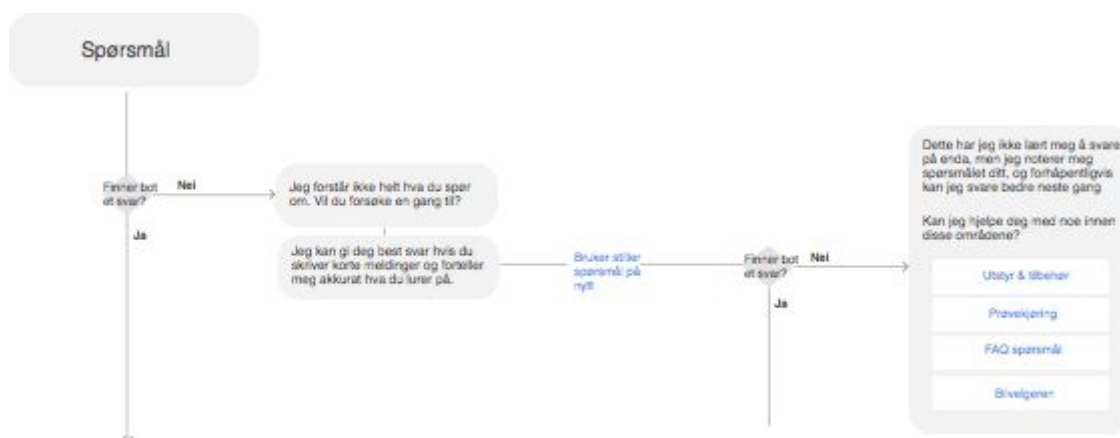 Spørsmål
Finner bot
et svar?
Nei
Ja
Jeg forstår ikke helt hva du spør
om. Vil du forsøke en gang til?
Jeg kan gi deg best svar hvis du
skriver korte meldinger og forteller
meg akkurat hva du lurer på.
Bruker stiller
spørsmål på
nytt
Finner bot
et svar?
Nei
Ja
Dette har jeg ikke lært meg å svare
på enda, men jeg noterer meg
spørsmålet ditt, og forhåpentligvis
kan jeg svare bedre neste gang
Kan jeg hjelpe deg med noe innen
disse områdene?
Utstyr & tilbehør
Prøvekjøring
FAQ spørsmål
Bilvelgeren